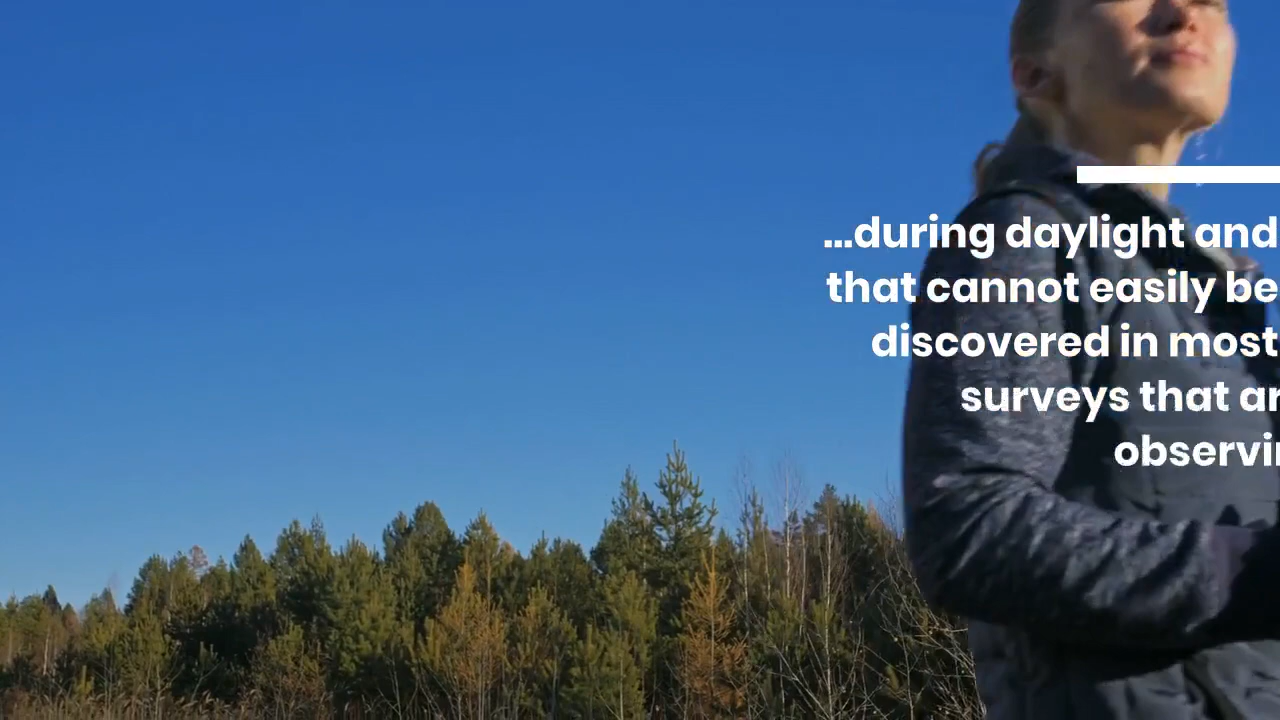 ...during daylight and
that cannot easily be
discovered in most
surveys that